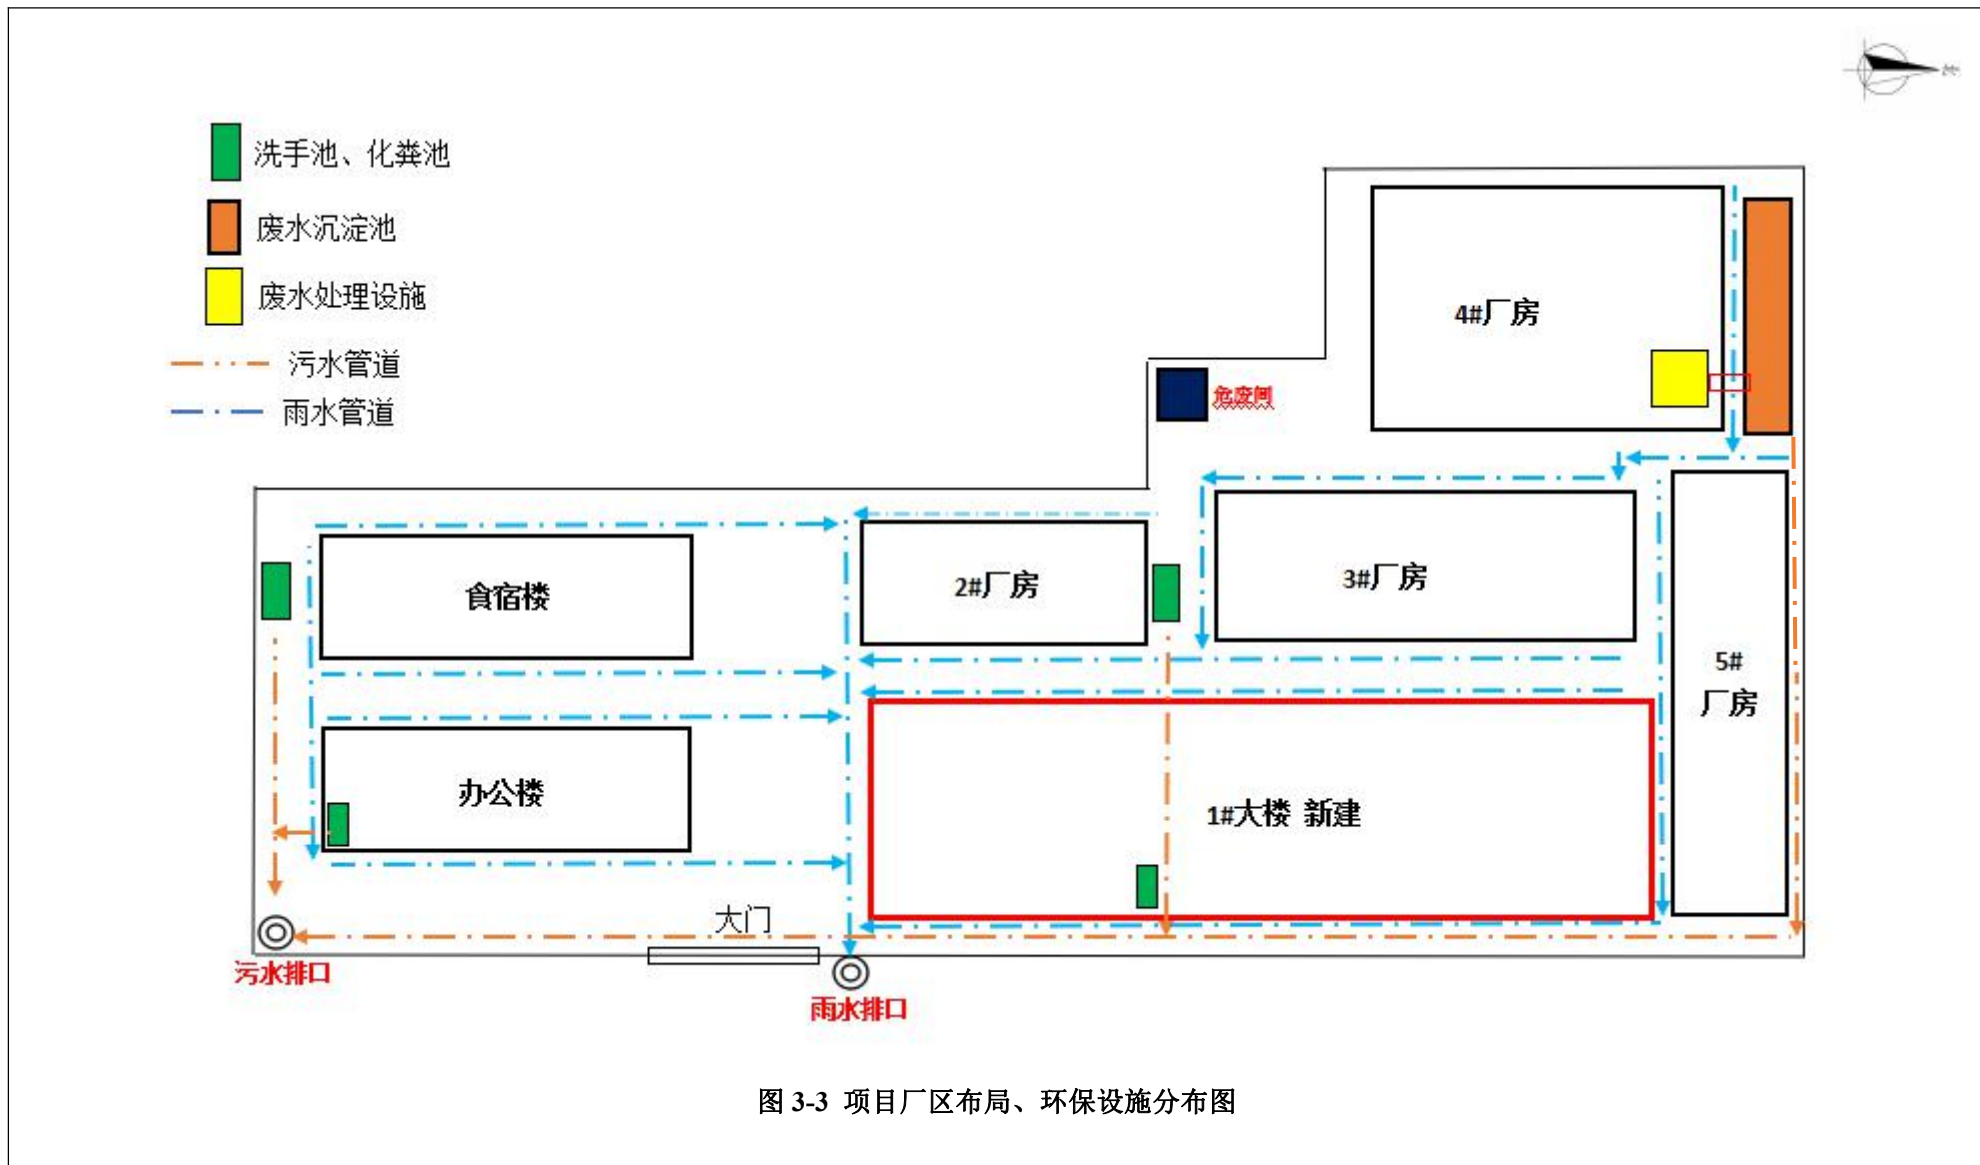 北
洗手池、化粪池
废水沉淀池
废水处理设施
污水管道
雨水管道
4#厂房
危废间
食宿楼
2#厂房
3#厂房
5#
厂房
办公楼
1#大楼 新建
大门
污水排口
雨水排口
图 3-3 项目厂区布局、环保设施分布图